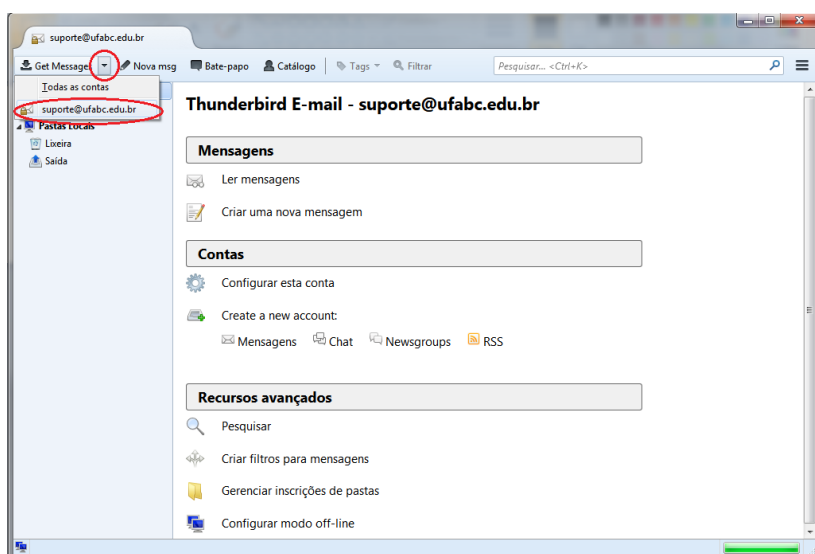 suporte@ufabc.edu.br
Get Messages Nova msg Bate-papo Catálogo Tags Filtrar Pesquisar... <Ctrl+K>
Todas as contas
suporte@ufabc.edu.br
Pastas Locais
Lixeira
Saída
Thunderbird E-mail - suporte@ufabc.edu.br
Mensagens
Ler mensagens
Criar uma nova mensagem
Contas
Configurar esta conta
Create a new account:
Mensagens Chat Newsgroups RSS
Recursos avançados
Pesquisar
Criar filtros para mensagens
Gerenciar inscrições de pastas
Configurar modo off-line